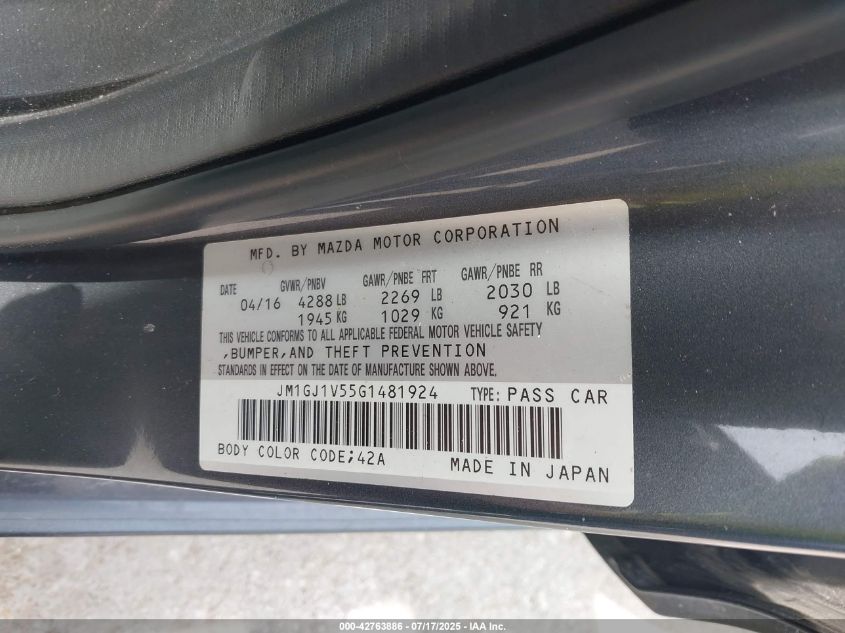 MFD. BY MAZDA MOTOR CORPORATION
DATE GVWR/PNBV GAWR/PNBE FRT GAWR/PNBE RR
04/16 4288 LB 2269 LB 2030 LB
1945 KG 1029 KG 921 KG
THIS VEHICLE CONFORMS TO ALL APPLICABLE FEDERAL MOTOR VEHICLE SAFETY
,BUMPER,AND THEFT PREVENTION
STANDARDS IN EFFECT ON THE DATE OF MANUFACTURE SHOWN ABOVE.
JM1GJ1V55G1481924 TYPE: PASS CAR
BODY COLOR CODE;42A MADE IN JAPAN
000-42763886 - 07/17/2025 - IAA Inc.